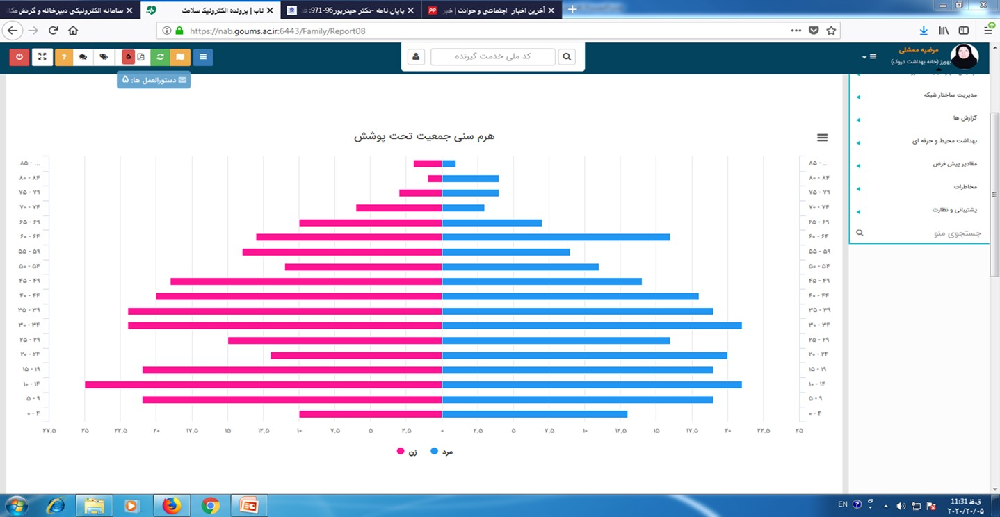 سامانه الکترونیکی دبیرخانه و گردش مکا
ناب | پرونده الکترونیک سلامت
پایان نامه -دکتر حیدرپور96-971:
آخرین اخبار اجتماعی و حوادث | خبر
https://nab.goums.ac.ir:6443/Family/Report08
۵
کد ملی خدمت گیرنده
مرضیه ممشلی
بهورز (خانه بهداشت دروک)
دستورالعمل ها: ۵
مدیریت ساختار شبکه
گزارش ها
بهداشت محیط و حرفه ای
مقادیر پیش فرض
مخاطرات
پشتیبانی و نظارت
جستجوی منو
هرم سنی جمعیت تحت پوشش
۸۵ - ... ۸۵ - ...
۸۰ - ۸۴ ۸۰ - ۸۴
۷۵ - ۷۹ ۷۵ - ۷۹
۷۰ - ۷۴ ۷۰ - ۷۴
۶۵ - ۶۹ ۶۵ - ۶۹
۶۰ - ۶۴ ۶۰ - ۶۴
۵۵ - ۵۹ ۵۵ - ۵۹
۵۰ - ۵۴ ۵۰ - ۵۴
۴۵ - ۴۹ ۴۵ - ۴۹
۴۰ - ۴۴ ۴۰ - ۴۴
۳۵ - ۳۹ ۳۵ - ۳۹
۳۰ - ۳۴ ۳۰ - ۳۴
۲۵ - ۲۹ ۲۵ - ۲۹
۲۰ - ۲۴ ۲۰ - ۲۴
۱۵ - ۱۹ ۱۵ - ۱۹
۱۰ - ۱۴ ۱۰ - ۱۴
۵ - ۹ ۵ - ۹
۰ - ۴ ۰ - ۴
۲۷.۵ ۲۵ ۲۲.۵ ۲۰ ۱۷.۵ ۱۵ ۱۲.۵ ۱۰ ۷.۵ ۵ ۲.۵ ۰ ۲.۵ ۵ ۷.۵ ۱۰ ۱۲.۵ ۱۵ ۱۷.۵ ۲۰ ۲۲.۵ ۲۵
مرد زن
EN
11:31 ق.ظ
۲۰۲۰/۲۰/۰۵